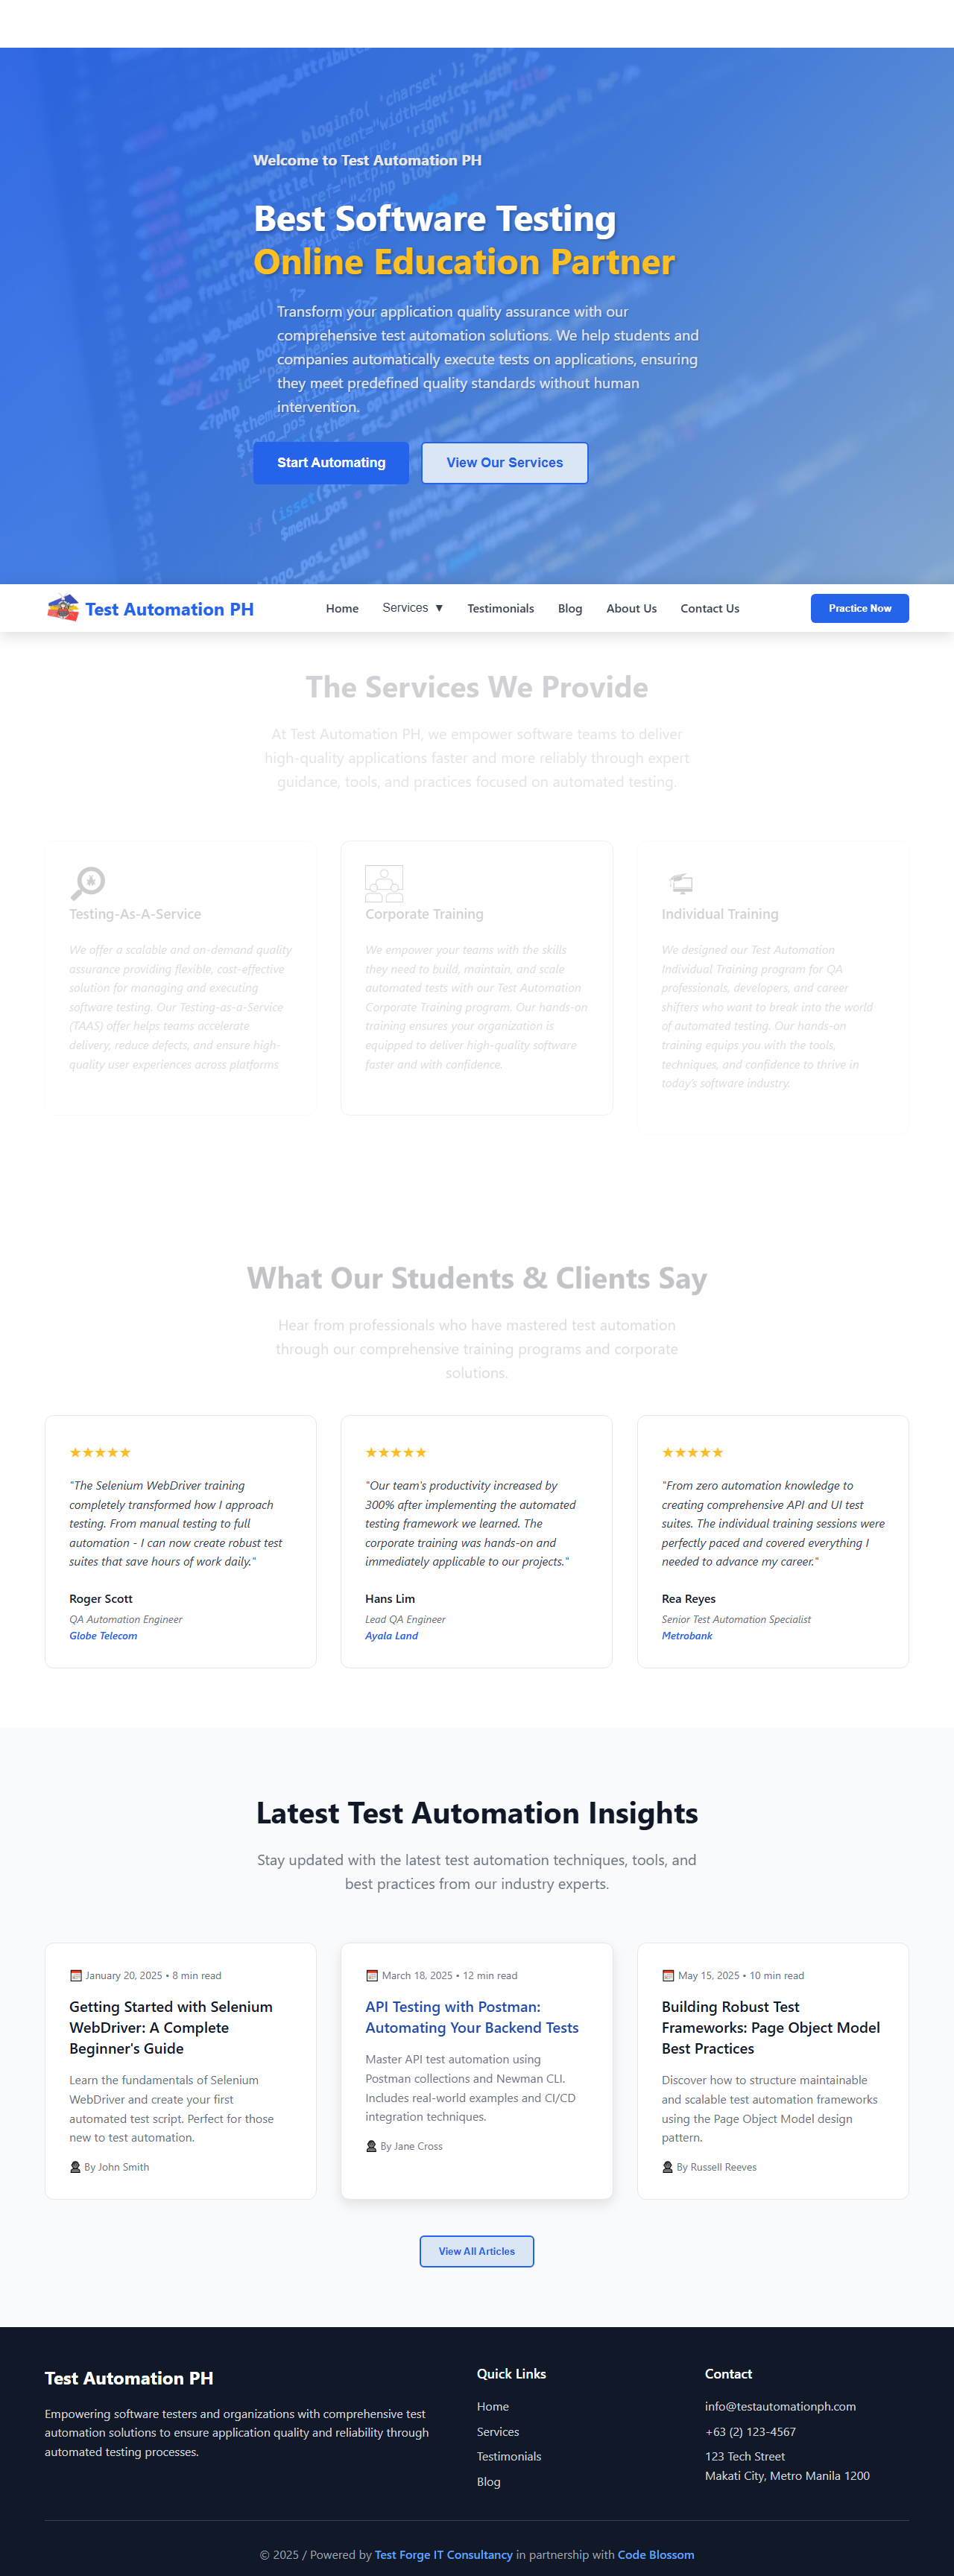 Welcome to Test Automation PH
Best Software Testing
Online Education Partner
Transform your application quality assurance with our
comprehensive test automation solutions. We help students and
companies automatically execute tests on applications, ensuring
they meet predefined quality standards without human
intervention.
Start Automating
View Our Services
Test Automation PH
Home
Services ▼
Testimonials
Blog
About Us
Contact Us
Practice Now
The Services We Provide
At Test Automation PH, we empower software teams to deliver
high-quality applications faster and more reliably through expert
guidance, tools, and practices focused on automated testing.
Testing-As-A-Service
We offer a scalable and on-demand quality
assurance providing flexible, cost-effective
solution for managing and executing
software testing. Our Testing-as-a-Service
(TAAS) offer helps teams accelerate
delivery, reduce defects, and ensure high-
quality user experiences across platforms
Corporate Training
We empower your teams with the skills
they need to build, maintain, and scale
automated tests with our Test Automation
Corporate Training program. Our hands-on
training ensures your organization is
equipped to deliver high-quality software
faster and with confidence.
Individual Training
We designed our Test Automation
Individual Training program for QA
professionals, developers, and career
shifters who want to break into the world
of automated testing. Our hands-on
training equips you with the tools,
techniques, and confidence to thrive in
today's software industry.
What Our Students & Clients Say
Hear from professionals who have mastered test automation
through our comprehensive training programs and corporate
solutions.
★★★★★
"The Selenium WebDriver training
completely transformed how I approach
testing. From manual testing to full
automation - I can now create robust test
suites that save hours of work daily."
Roger Scott
QA Automation Engineer
Globe Telecom
★★★★★
"Our team's productivity increased by
300% after implementing the automated
testing framework we learned. The
corporate training was hands-on and
immediately applicable to our projects."
Hans Lim
Lead QA Engineer
Ayala Land
★★★★★
"From zero automation knowledge to
creating comprehensive API and UI test
suites. The individual training sessions were
perfectly paced and covered everything I
needed to advance my career."
Rea Reyes
Senior Test Automation Specialist
Metrobank
Latest Test Automation Insights
Stay updated with the latest test automation techniques, tools, and
best practices from our industry experts.
January 20, 2025 • 8 min read
Getting Started with Selenium
WebDriver: A Complete
Beginner's Guide
Learn the fundamentals of Selenium
WebDriver and create your first
automated test script. Perfect for those
new to test automation.
By John Smith
March 18, 2025 • 12 min read
API Testing with Postman:
Automating Your Backend Tests
Master API test automation using
Postman collections and Newman CLI.
Includes real-world examples and CI/CD
integration techniques.
By Jane Cross
May 15, 2025 • 10 min read
Building Robust Test
Frameworks: Page Object Model
Best Practices
Discover how to structure maintainable
and scalable test automation frameworks
using the Page Object Model design
pattern.
By Russell Reeves
View All Articles
Test Automation PH
Empowering software testers and organizations with comprehensive test
automation solutions to ensure application quality and reliability through
automated testing processes.
Quick Links
Home
Services
Testimonials
Blog
Contact
info@testautomationph.com
+63 (2) 123-4567
123 Tech Street
Makati City, Metro Manila 1200
© 2025 / Powered by Test Forge IT Consultancy in partnership with Code Blossom